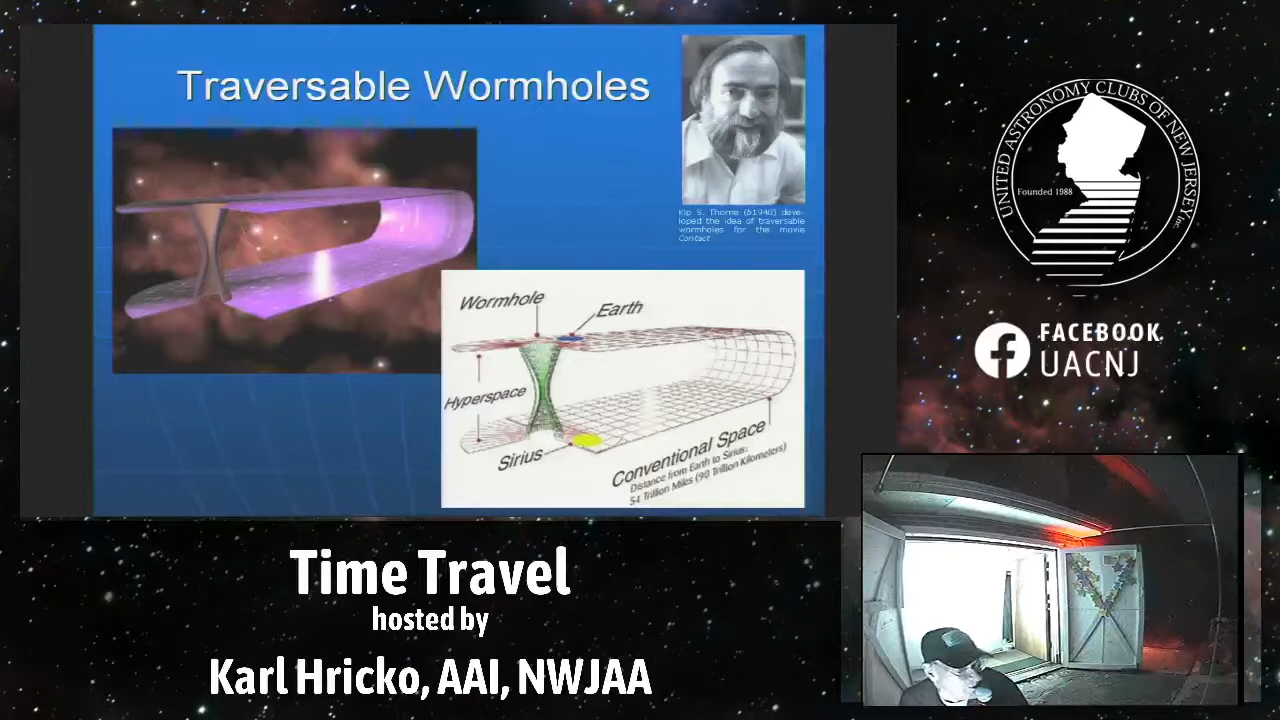 Traversable Wormholes
Kip S. Thorne (b1940) deve-
loped the idea of traversable
wormholes for the movie
Contact
Wormhole
Earth
Hyperspace
Sirius
Conventional Space
Distance from Earth to Sirius:
54 Trillion Miles (90 Trillion Kilometers)
UNITED ASTRONOMY CLUBS OF NEW JERSEY Inc.
Founded 1988
FACEBOOK
UACNJ
Time Travel
hosted by
Karl Hricko, AAI, NWJAA